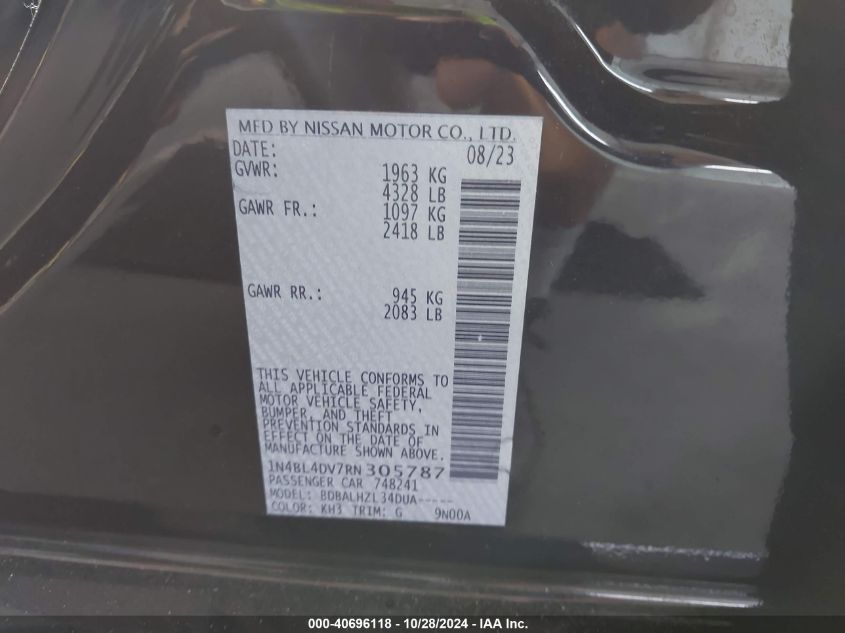 MFD BY NISSAN MOTOR CO., LTD.
DATE: 08/23
GVWR: 1963 KG
4328 LB
GAWR FR.: 1097 KG
2418 LB
GAWR RR.: 945 KG
2083 LB
THIS VEHICLE CONFORMS TO
ALL APPLICABLE FEDERAL
MOTOR VEHICLE SAFETY,
BUMPER, AND THEFT
PREVENTION STANDARDS IN
EFFECT ON THE DATE OF
MANUFACTURE SHOWN ABOVE.
1N4BL4DV7RN305787
PASSENGER CAR 748241
MODEL: BDBALHZL34DUA-----
COLOR: KH3 TRIM: G 9N00A
000-40696118 - 10/28/2024 - IAAI Inc.